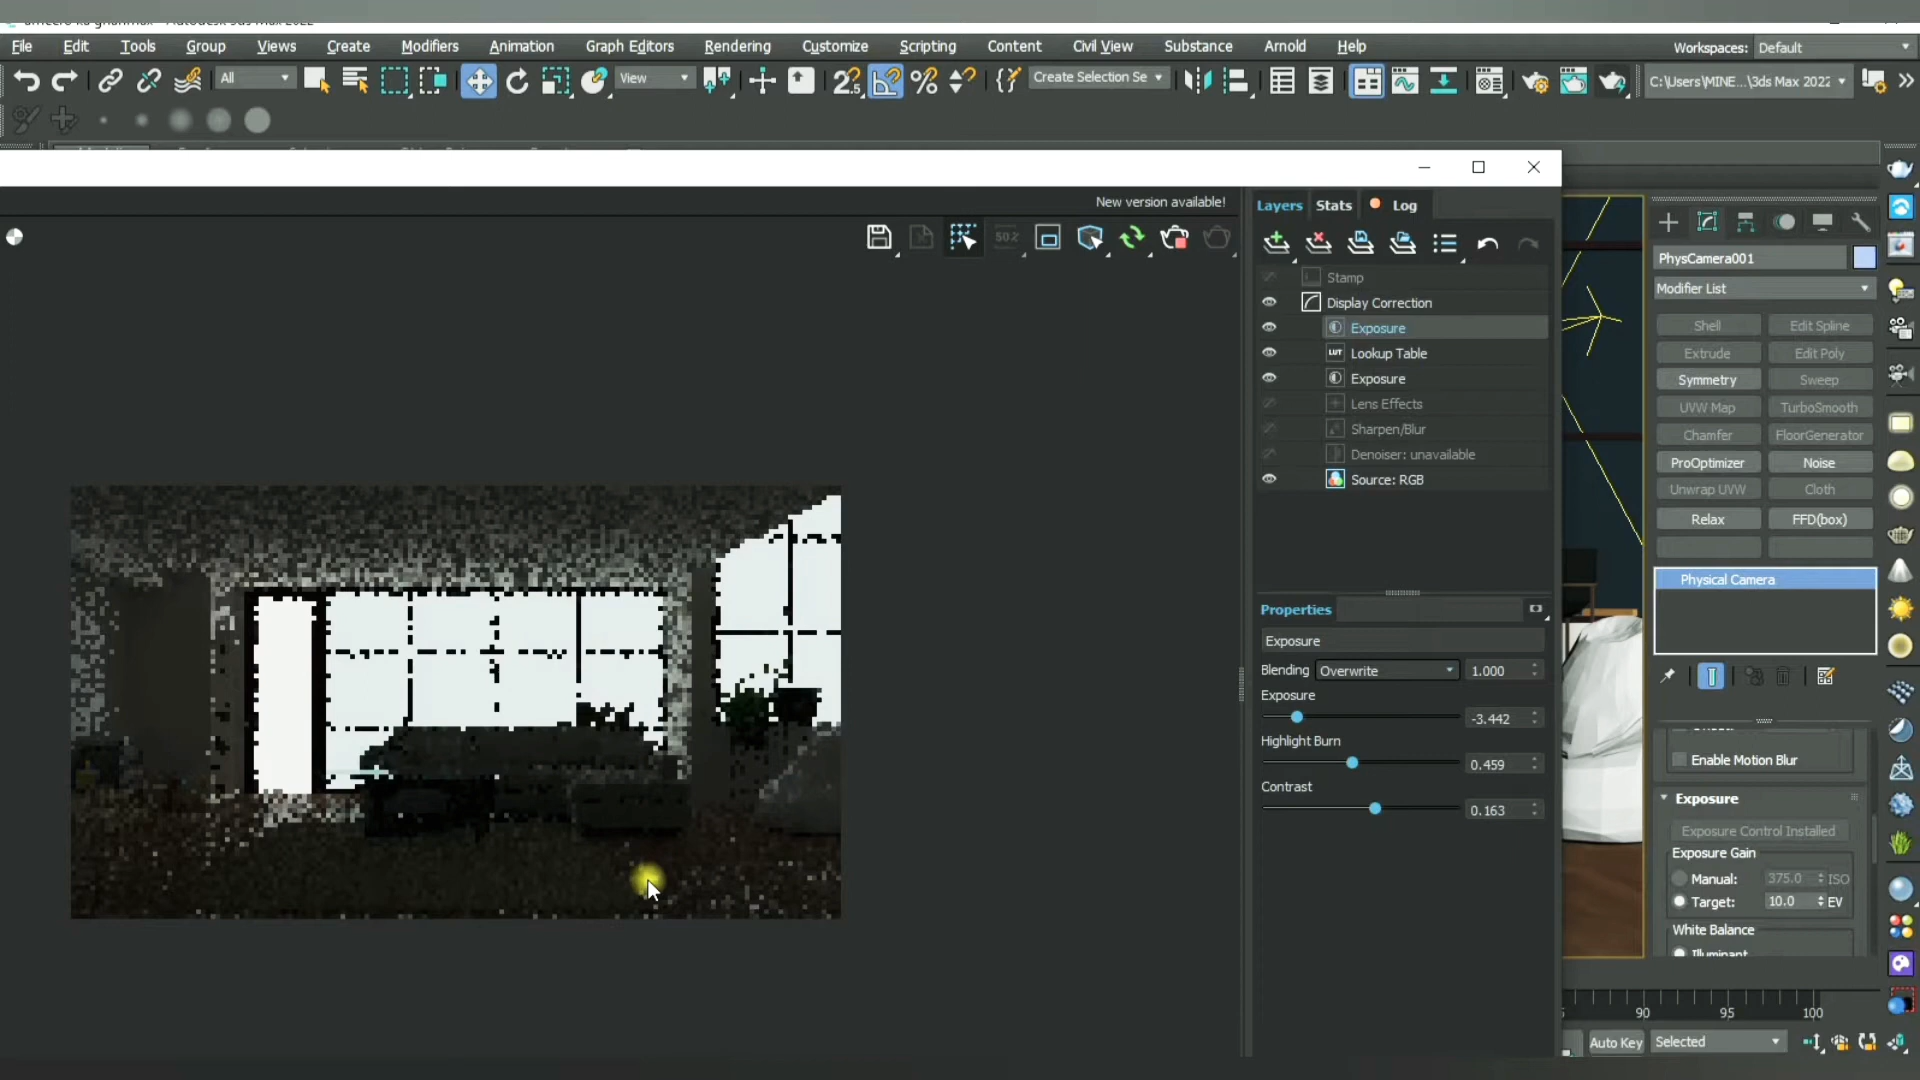 File Edit Tools Group Views Create Modifiers Animation Graph Editors Rendering Customize Scripting Content Civil View Substance Arnold Help Workspaces: Default
All View Create Selection Se C:\Users\MINE...\3ds Max 2022
New version available!
Layers Stats Log
Stamp
Display Correction
Exposure
LUT Lookup Table
Exposure
Lens Effects
Sharpen/Blur
Denoiser: unavailable
Source: RGB
Properties
Exposure
Blending Overwrite 1.000
Exposure
-3.442
Highlight Burn
0.459
Contrast
0.163
PhysCamera001
Modifier List
Shell Edit Spline
Extrude Edit Poly
Symmetry Sweep
UVW Map TurboSmooth
Chamfer FloorGenerator
ProOptimizer Noise
Unwrap UVW Cloth
Relax FFD(box)
Physical Camera
Enable Motion Blur
Exposure
Exposure Control Installed
Exposure Gain
Manual: 375.0 ISO
Target: 10.0 EV
White Balance
Illuminant
90 95 100
Auto Key Selected